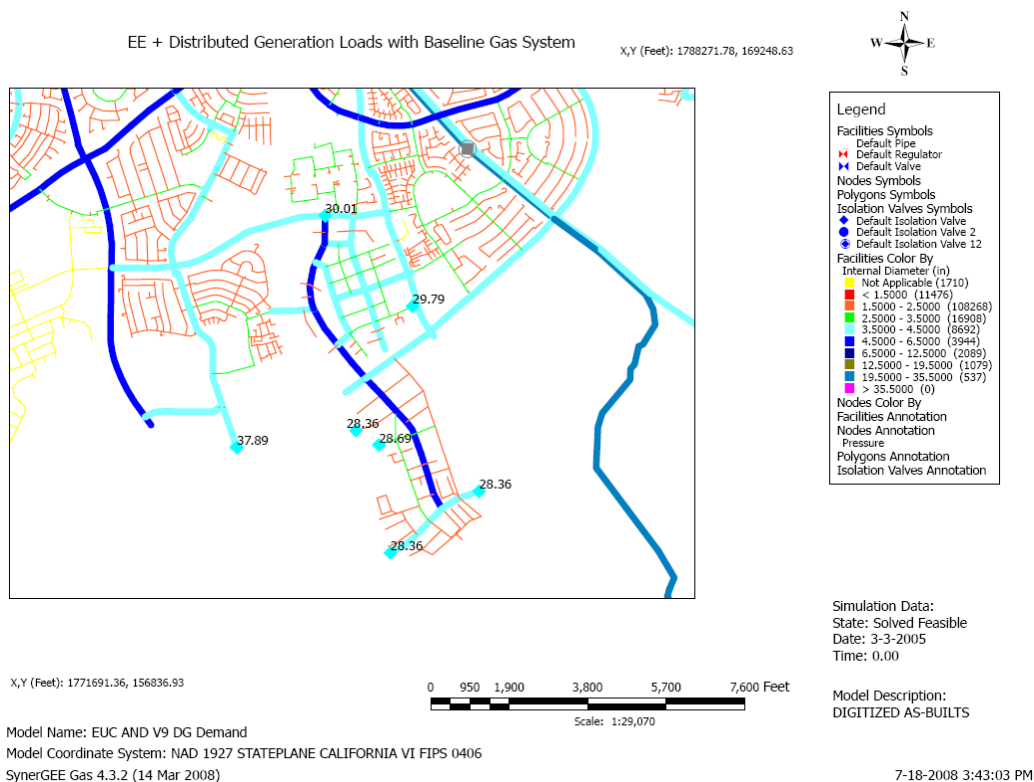 EE + Distributed Generation Loads with Baseline Gas System
X,Y (Feet): 1788271.78, 169248.63
N
W E
S
30.01
29.79
28.36
28.69
37.89
28.36
28.36
Legend
Facilities Symbols
Default Pipe
Default Regulator
Default Valve
Nodes Symbols
Polygons Symbols
Isolation Valves Symbols
Default Isolation Valve
Default Isolation Valve 2
Default Isolation Valve 12
Facilities Color By
Internal Diameter (in)
Not Applicable (1710)
< 1.5000 (11476)
1.5000 - 2.5000 (108268)
2.5000 - 3.5000 (16908)
3.5000 - 4.5000 (8692)
4.5000 - 6.5000 (3944)
6.5000 - 12.5000 (2089)
12.5000 - 19.5000 (1079)
19.5000 - 35.5000 (537)
> 35.5000 (0)
Nodes Color By
Facilities Annotation
Nodes Annotation
Pressure
Polygons Annotation
Isolation Valves Annotation
Simulation Data:
State: Solved Feasible
Date: 3-3-2005
Time: 0.00
Model Description:
DIGITIZED AS-BUILTS
X,Y (Feet): 1771691.36, 156836.93
0 950 1,900 3,800 5,700 7,600 Feet
Scale: 1:29,070
Model Name: EUC AND V9 DG Demand
Model Coordinate System: NAD 1927 STATEPLANE CALIFORNIA VI FIPS 0406
SynerGEE Gas 4.3.2 (14 Mar 2008)
7-18-2008 3:43:03 PM